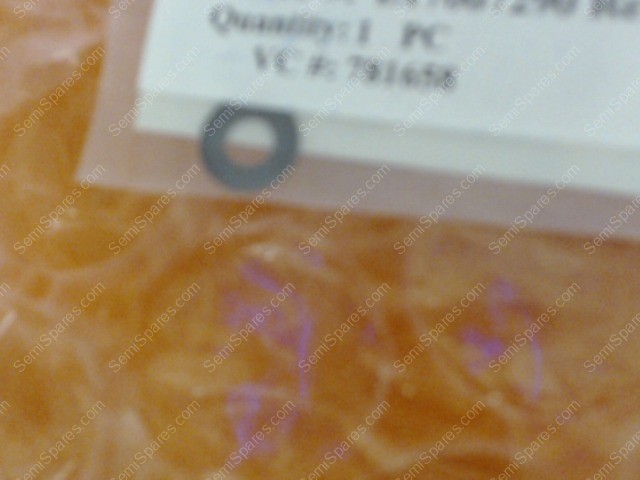 Quantity: 1 PC
VC #: 781658
SemiSpares.com